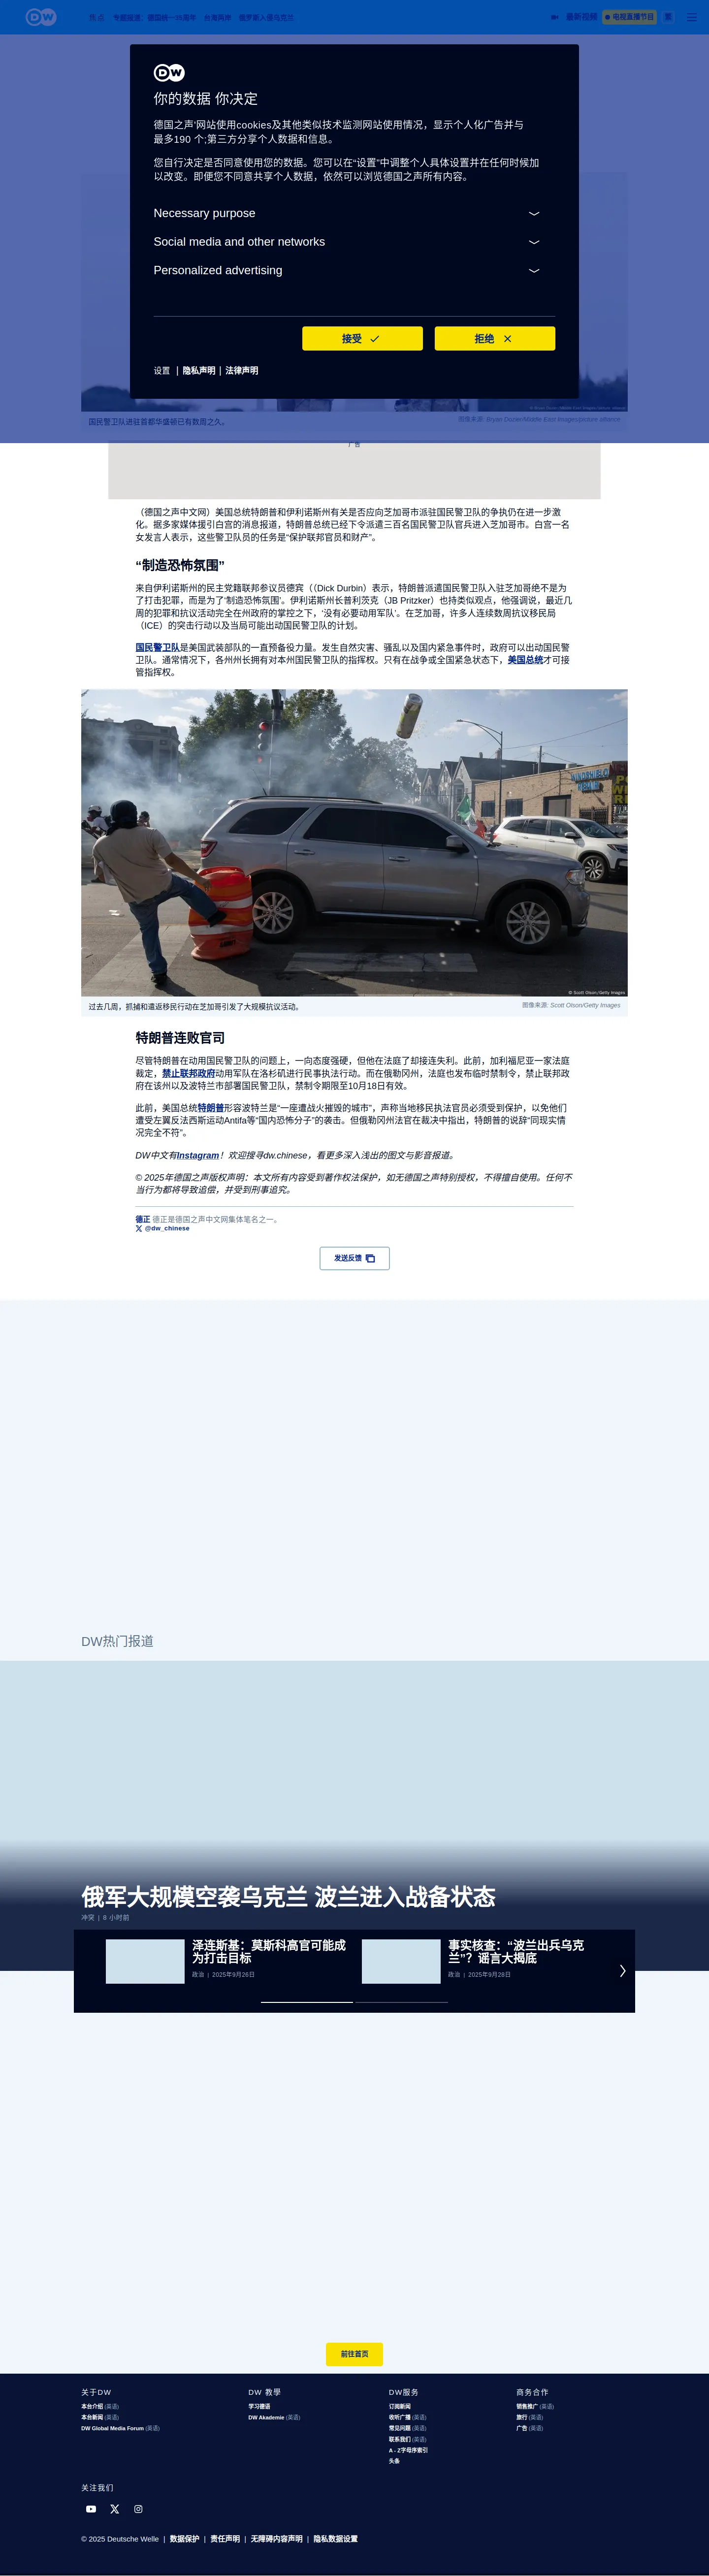 DW
焦点 专题报道：德国统一35周年 台海两岸 俄罗斯入侵乌克兰
最新视频
电视直播节目
繁
DW
你的数据 你决定
德国之声'网站使用cookies及其他类似技术监测网站使用情况，显示个人化广告并与
最多190 个;第三方分享个人数据和信息。
您自行决定是否同意使用您的数据。您可以在“设置”中调整个人具体设置并在任何时候加
以改变。即便您不同意共享个人数据，依然可以浏览德国之声所有内容。
Necessary purpose
Social media and other networks
Personalized advertising
接受
拒绝
设置 | 隐私声明 | 法律声明
国民警卫队进驻首都华盛顿已有数周之久。
图像来源: Bryan Dozier/Middle East Images/picture alliance
广告
（德国之声中文网）美国总统特朗普和伊利诺斯州有关是否应向芝加哥市派驻国民警卫队的争执仍在进一步激
化。据多家媒体援引白宫的消息报道，特朗普总统已经下令派遣三百名国民警卫队官兵进入芝加哥市。白宫一名
女发言人表示，这些警卫队员的任务是“保护联邦官员和财产”。
“制造恐怖氛围”
来自伊利诺斯州的民主党籍联邦参议员德宾（（Dick Durbin）表示，特朗普派遣国民警卫队入驻芝加哥绝不是为
了打击犯罪，而是为了‘制造恐怖氛围’。伊利诺斯州长普利茨克（JB Pritzker）也持类似观点，他强调说，最近几
周的犯罪和抗议活动完全在州政府的掌控之下，‘没有必要动用军队’。在芝加哥，许多人连续数周抗议移民局
（ICE）的突击行动以及当局可能出动国民警卫队的计划。
国民警卫队是美国武装部队的一直预备役力量。发生自然灾害、骚乱以及国内紧急事件时，政府可以出动国民警
卫队。通常情况下，各州州长拥有对本州国民警卫队的指挥权。只有在战争或全国紧急状态下，美国总统才可接
管指挥权。
WINDSHIELD
REPAIR
© Scott Olson/Getty Images
过去几周，抓捕和遣返移民行动在芝加哥引发了大规模抗议活动。
图像来源: Scott Olson/Getty Images
特朗普连败官司
尽管特朗普在动用国民警卫队的问题上，一向态度强硬，但他在法庭了却接连失利。此前，加利福尼亚一家法庭
裁定，禁止联邦政府动用军队在洛杉矶进行民事执法行动。而在俄勒冈州，法庭也发布临时禁制令，禁止联邦政
府在该州以及波特兰市部署国民警卫队，禁制令期限至10月18日有效。
此前，美国总统特朗普形容波特兰是“一座遭战火摧毁的城市”，声称当地移民执法官员必须受到保护，以免他们
遭受左翼反法西斯运动Antifa等“国内恐怖分子”的袭击。但俄勒冈州法官在裁决中指出，特朗普的说辞“同现实情
况完全不符”。
DW中文有Instagram！欢迎搜寻dw.chinese，看更多深入浅出的图文与影音报道。
© 2025年德国之声版权声明：本文所有内容受到著作权法保护，如无德国之声特别授权，不得擅自使用。任何不
当行为都将导致追偿，并受到刑事追究。
德正 德正是德国之声中文网集体笔名之一。
@dw_chinese
发送反馈
DW热门报道
俄军大规模空袭乌克兰 波兰进入战备状态
冲突 | 8 小时前
泽连斯基：莫斯科高官可能成
为打击目标
政治 | 2025年9月26日
事实核查：“波兰出兵乌克
兰”？谣言大揭底
政治 | 2025年9月28日
前往首页
关于DW
本台介绍 (英语)
本台新闻 (英语)
DW Global Media Forum (英语)
DW 教學
学习德语
DW Akademie (英语)
DW服务
订阅新闻
收听广播 (英语)
常见问题 (英语)
联系我们 (英语)
A - Z字母序索引
头条
商务合作
销售推广 (英语)
旅行 (英语)
广告 (英语)
关注我们
© 2025 Deutsche Welle | 数据保护 | 责任声明 | 无障碍内容声明 | 隐私数据设置